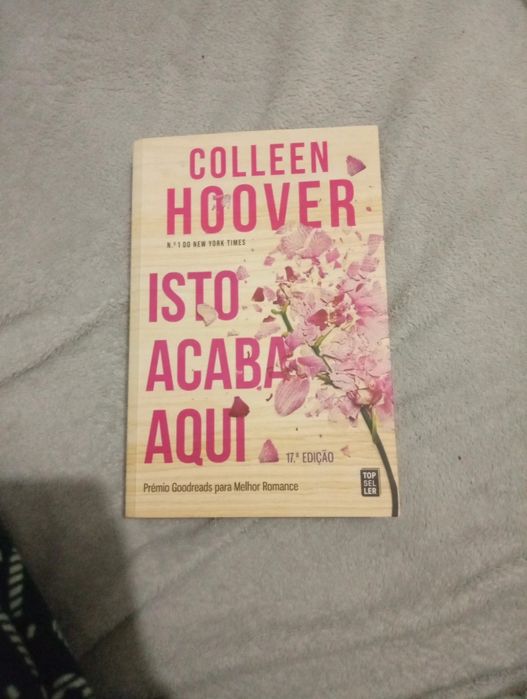 COLLEEN
HOOVER
N.º 1 DO NEW YORK TIMES
ISTO
ACABA
AQUI
17.ª EDIÇÃO
Prémio Goodreads para Melhor Romance
TOP
SEL
LER